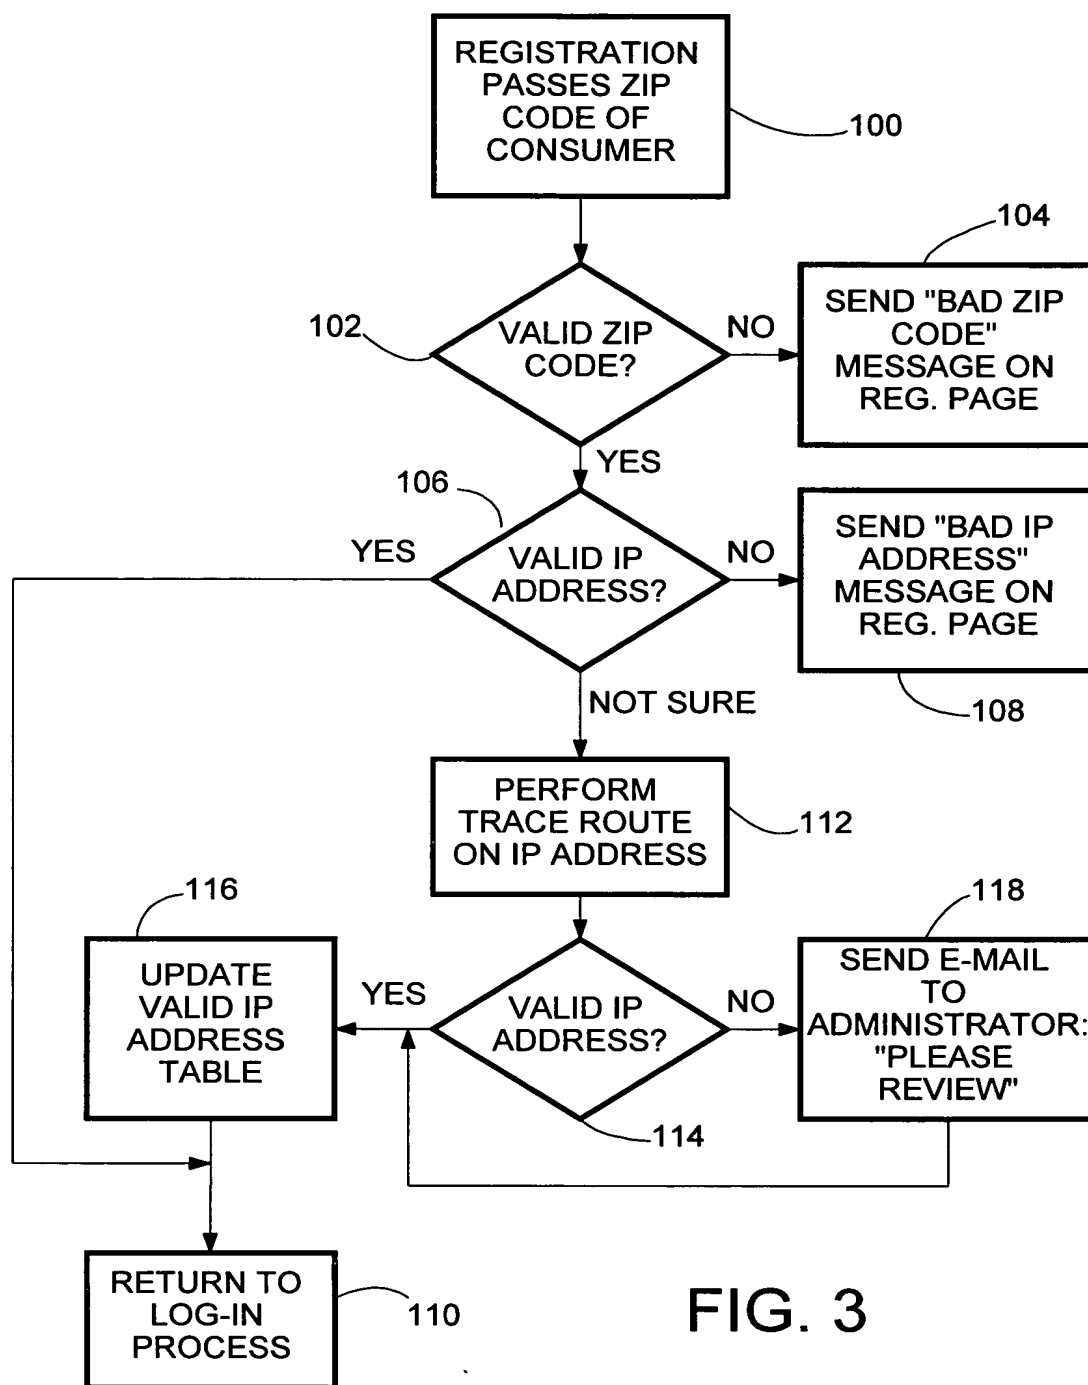 REGISTRATION
PASSES ZIP
CODE OF
CONSUMER
100
104
102
VALID ZIP
CODE?
NO
SEND "BAD ZIP
CODE"
MESSAGE ON
REG. PAGE
YES
106
YES
VALID IP
ADDRESS?
NO
SEND "BAD IP
ADDRESS"
MESSAGE ON
REG. PAGE
108
NOT SURE
PERFORM
TRACE ROUTE
ON IP ADDRESS
112
116
118
UPDATE
VALID IP
ADDRESS
TABLE
YES
VALID IP
ADDRESS?
NO
SEND E-MAIL
TO
ADMINISTRATOR:
"PLEASE
REVIEW"
114
RETURN TO
LOG-IN
PROCESS
110
FIG. 3